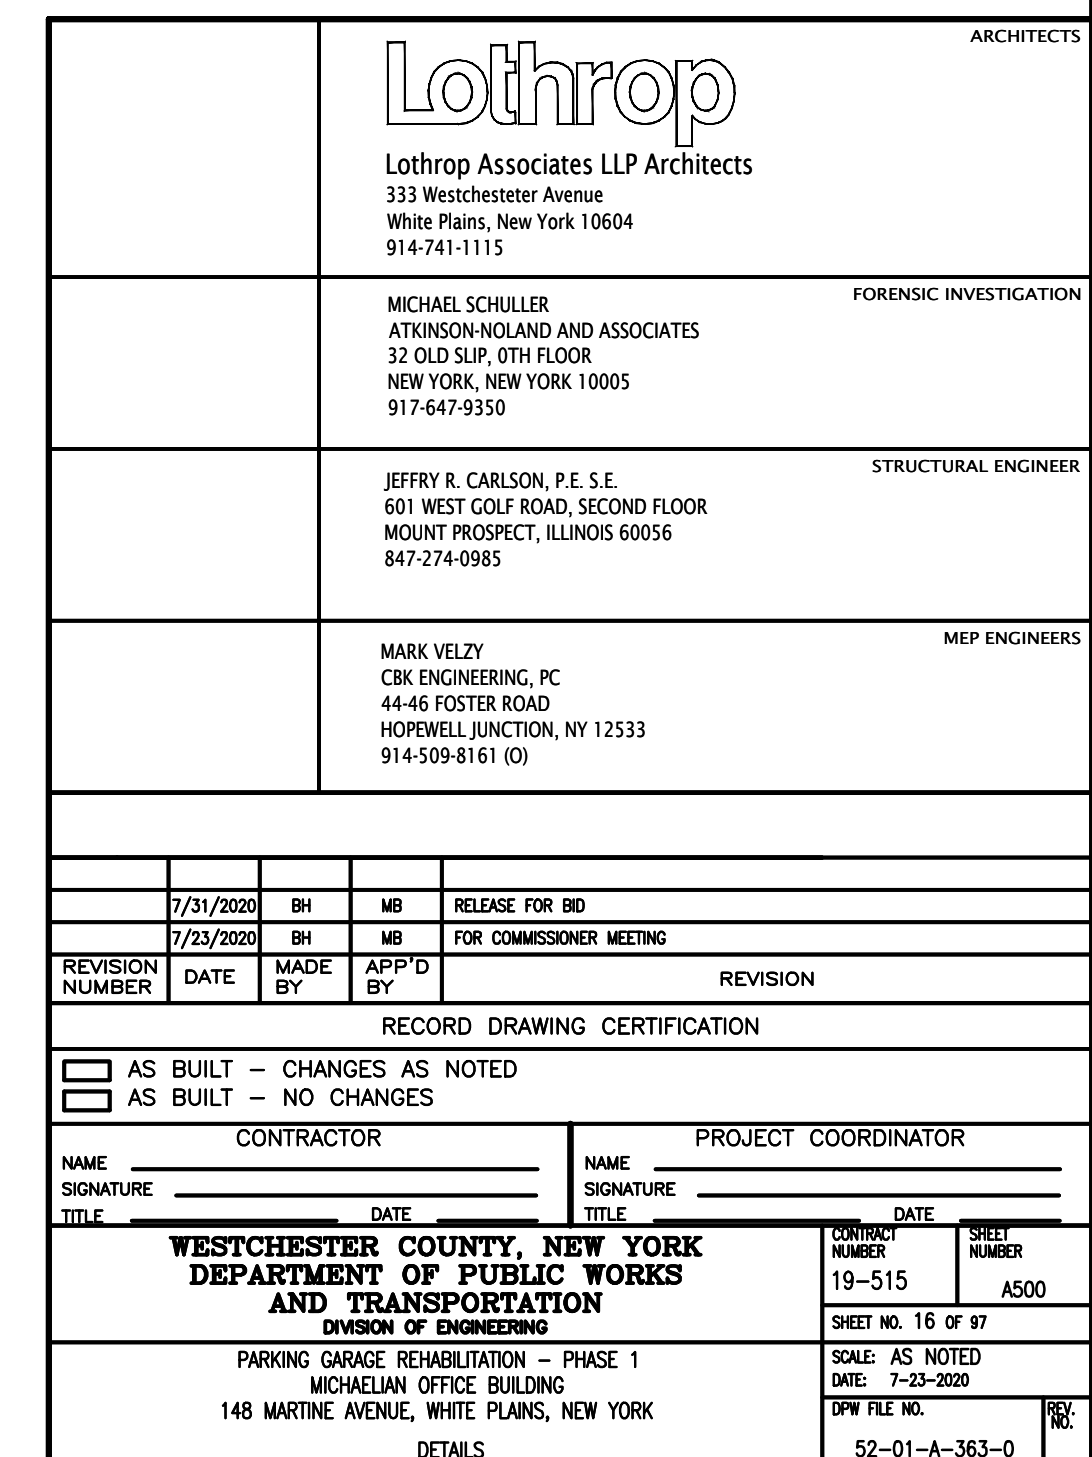 ARCHITECTS
Lothrop
Lothrop Associates LLP Architects
333 Westchesteter Avenue
White Plains, New York 10604
914-741-1115
FORENSIC INVESTIGATION
MICHAEL SCHULLER
ATKINSON-NOLAND AND ASSOCIATES
32 OLD SLIP, 0TH FLOOR
NEW YORK, NEW YORK 10005
917-647-9350
STRUCTURAL ENGINEER
JEFFRY R. CARLSON, P.E. S.E.
601 WEST GOLF ROAD, SECOND FLOOR
MOUNT PROSPECT, ILLINOIS 60056
847-274-0985
MEP ENGINEERS
MARK VELZY
CBK ENGINEERING, PC
44-46 FOSTER ROAD
HOPEWELL JUNCTION, NY 12533
914-509-8161 (O)
7/31/2020 BH MB RELEASE FOR BID
7/23/2020 BH MB FOR COMMISSIONER MEETING
REVISION NUMBER DATE MADE BY APP'D BY REVISION
RECORD DRAWING CERTIFICATION
AS BUILT – CHANGES AS NOTED
AS BUILT – NO CHANGES
CONTRACTOR
NAME
SIGNATURE
TITLE DATE
PROJECT COORDINATOR
NAME
SIGNATURE
TITLE DATE
WESTCHESTER COUNTY, NEW YORK
DEPARTMENT OF PUBLIC WORKS
AND TRANSPORTATION
DIVISION OF ENGINEERING
CONTRACT
NUMBER
19–515
SHEET
NUMBER
A500
SHEET NO. 16 OF 97
PARKING GARAGE REHABILITATION – PHASE 1
MICHAELIAN OFFICE BUILDING
148 MARTINE AVENUE, WHITE PLAINS, NEW YORK
DETAILS
SCALE: AS NOTED
DATE: 7-23-2020
DPW FILE NO.
52–01–A–363–0
REV.
NO.